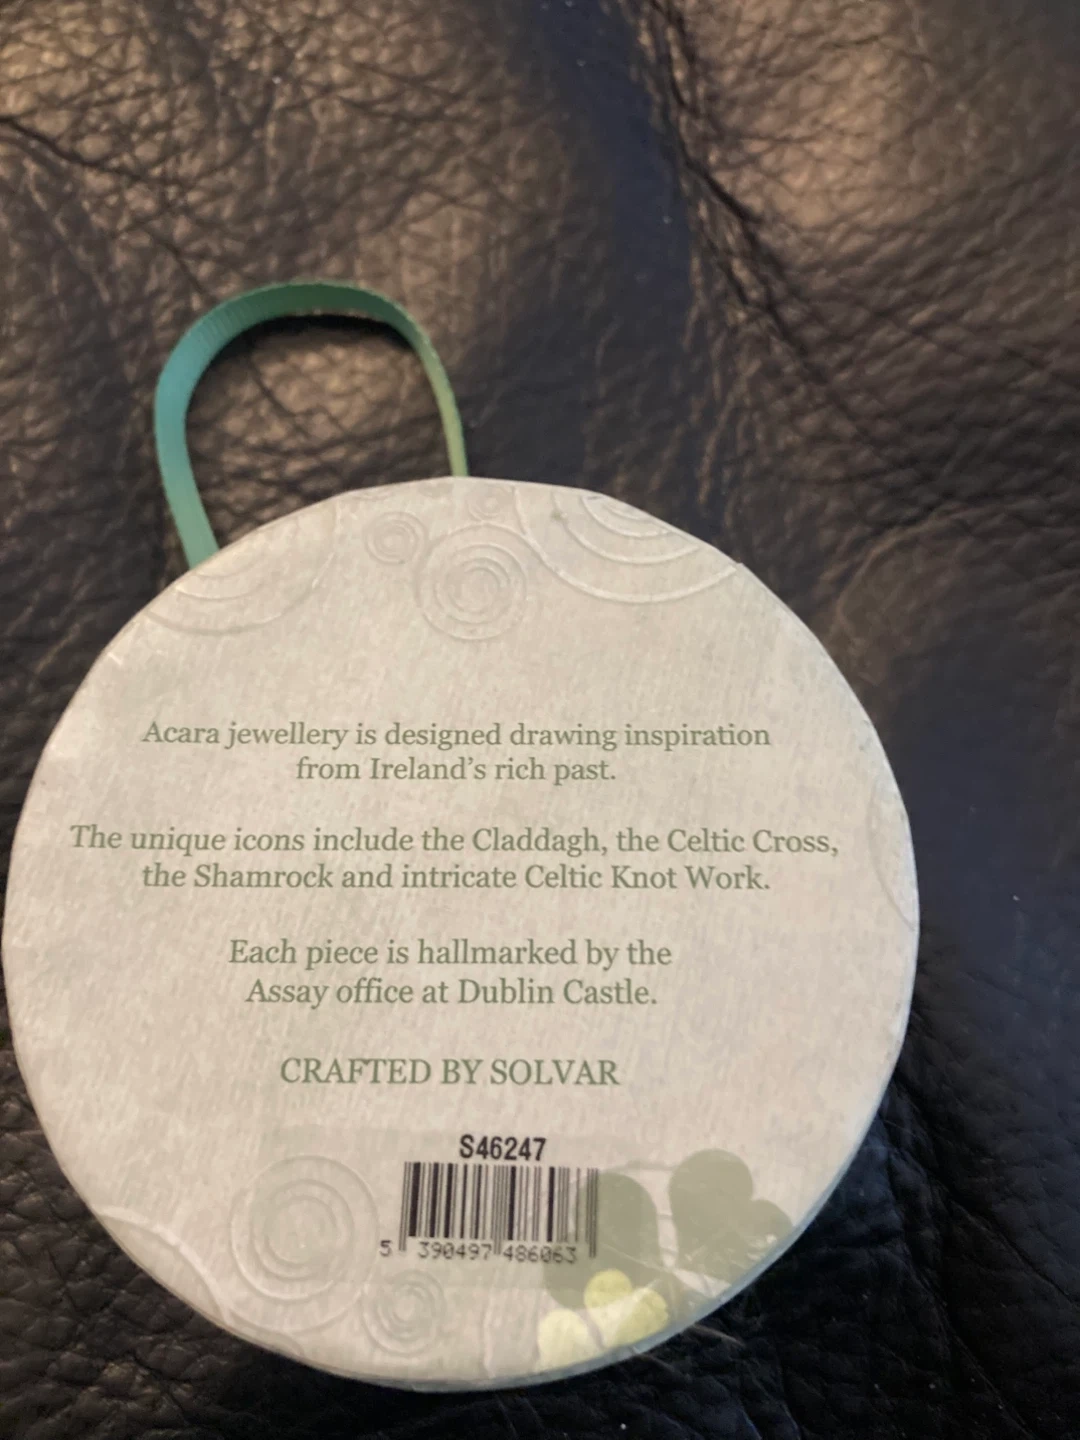 Acara jewellery is designed drawing inspiration
from Ireland's rich past.
The unique icons include the Claddagh, the Celtic Cross,
the Shamrock and intricate Celtic Knot Work.
Each piece is hallmarked by the
Assay office at Dublin Castle.
CRAFTED BY SOLVAR
S46247
5 390497 486063